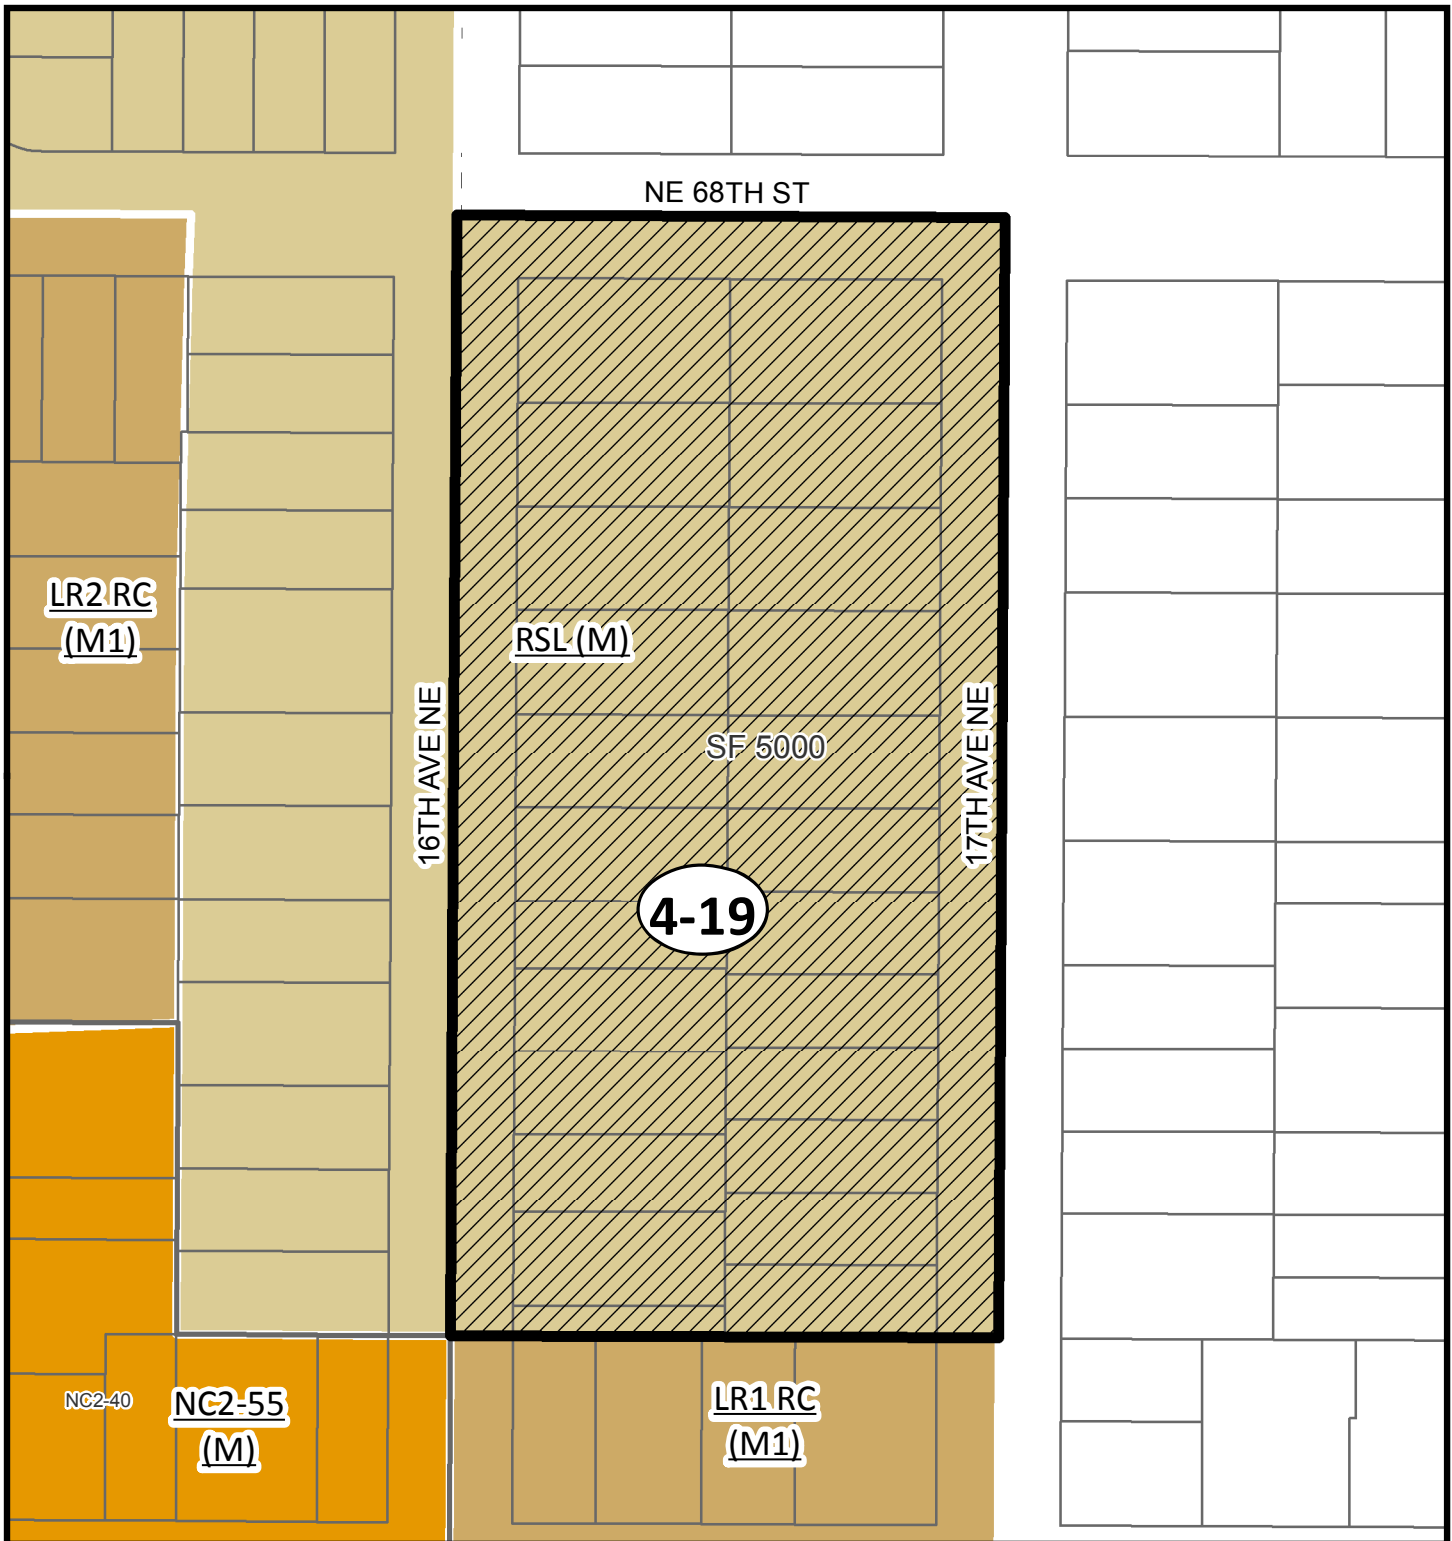 NE 68TH ST
LR2 RC
(M1)
RSL (M)
16TH AVE NE
17TH AVE NE
SF 5000
4-19
NC2-40
NC2-55
(M)
LR1 RC
(M1)